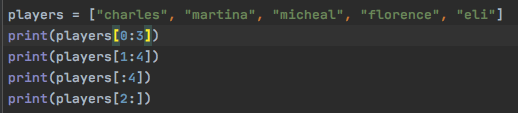 players = ["charles", "martina", "micheal", "florence", "eli"]
print(players[0:3])
print(players[1:4])
print(players[:4])
print(players[2:])